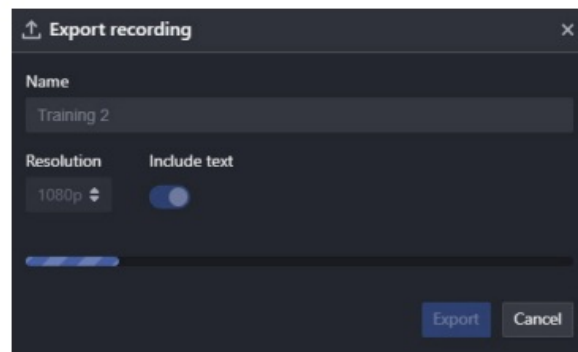 Export recording
Name
Training 2
Resolution Include text
1080p
Export Cancel